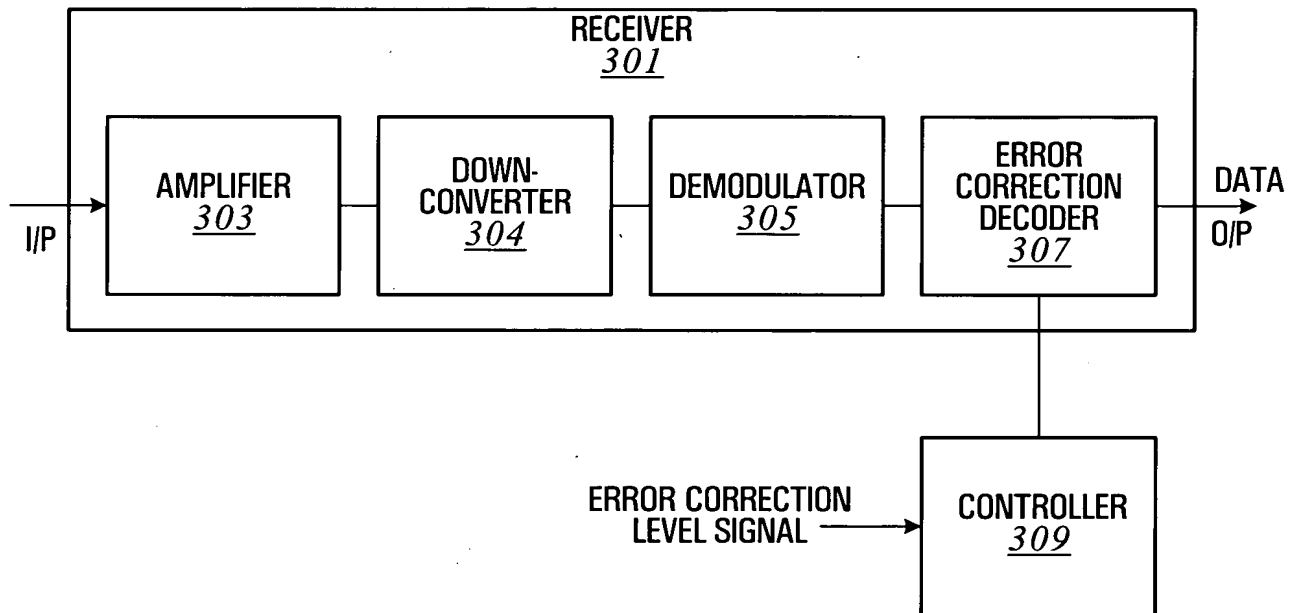 RECEIVER
301
I/P
AMPLIFIER
303
DOWN-
CONVERTER
304
DEMODULATOR
305
ERROR
CORRECTION
DECODER
307
DATA
O/P
ERROR CORRECTION
LEVEL SIGNAL
CONTROLLER
309